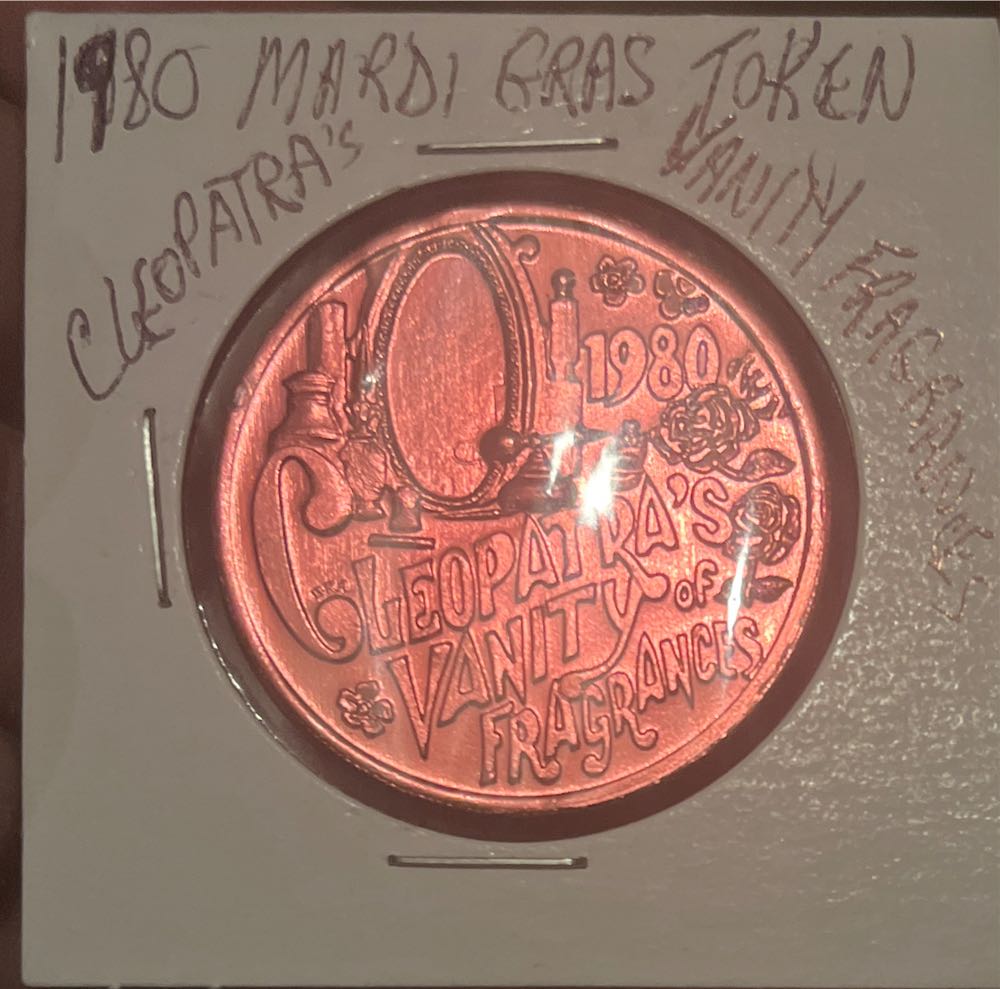 1980 MARDI GRAS TOKEN
CLEOPATRA'S
VANITY FRAGRANCES
1980
CLEOPATRA'S
VANITY OF
FRAGRANCES